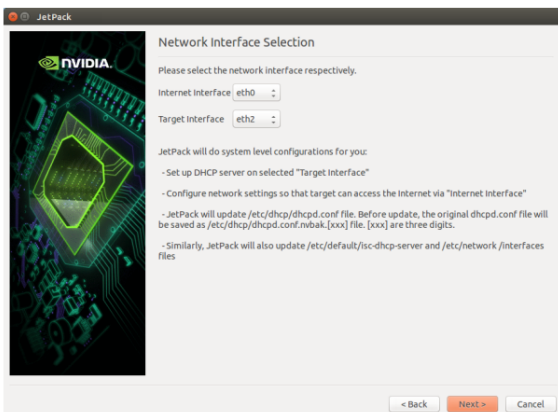 JetPack
NVIDIA.
Network Interface Selection
Please select the network interface respectively.
Internet Interface eth0
Target Interface eth2
JetPack will do system level configurations for you:
- Set up DHCP server on selected "Target Interface"
- Configure network settings so that target can access the Internet via "Internet Interface"
- JetPack will update /etc/dhcp/dhcpd.conf file. Before update, the original dhcpd.conf file will
be saved as /etc/dhcp/dhcpd.conf.nvbak.[xxx] file. [xxx] are three digits.
- Similarly, JetPack will also update /etc/default/isc-dhcp-server and /etc/network /interfaces
files
< Back Next > Cancel